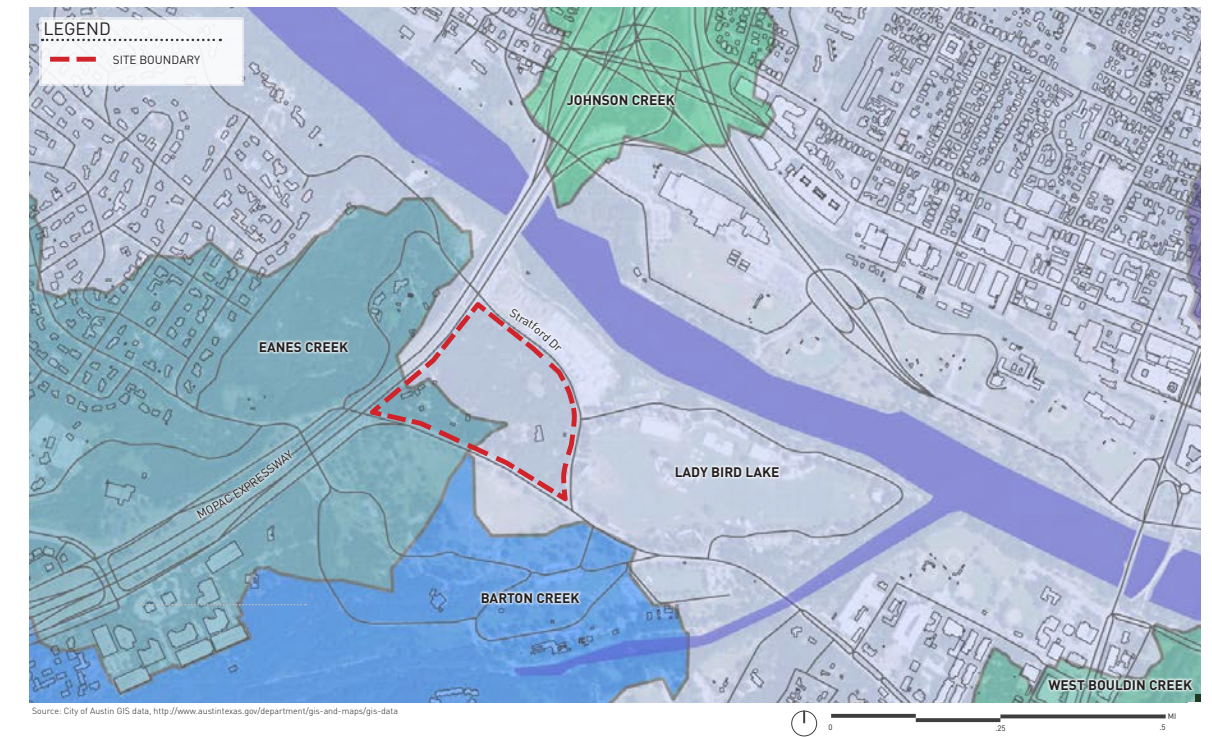 LEGEND
SITE BOUNDARY
JOHNSON CREEK
Stratford Dr
EANES CREEK
MOPAC EXPRESSWAY
LADY BIRD LAKE
BARTON CREEK
WEST BOULDIN CREEK
Source: City of Austin GIS data, http://www.austintexas.gov/department/gis-and-maps/gis-data
0
.25
.5
MI